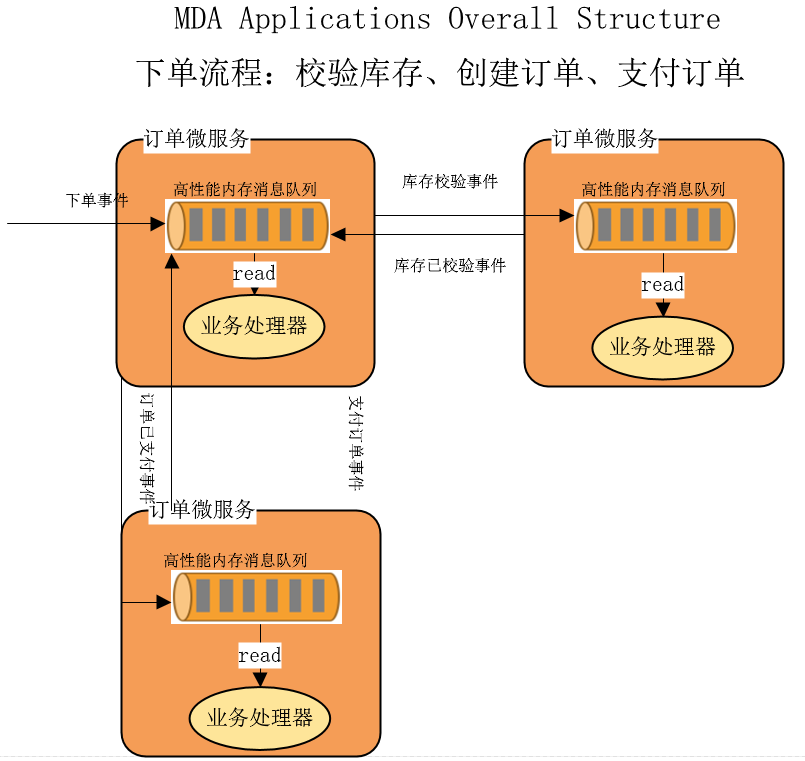 MDA Applications Overall Structure
下单流程：校验库存、创建订单、支付订单
订单微服务
订单微服务
高性能内存消息队列
高性能内存消息队列
下单事件
库存校验事件
库存已校验事件
read
read
业务处理器
业务处理器
订单已支付事件
支付订单事件
订单微服务
高性能内存消息队列
read
业务处理器